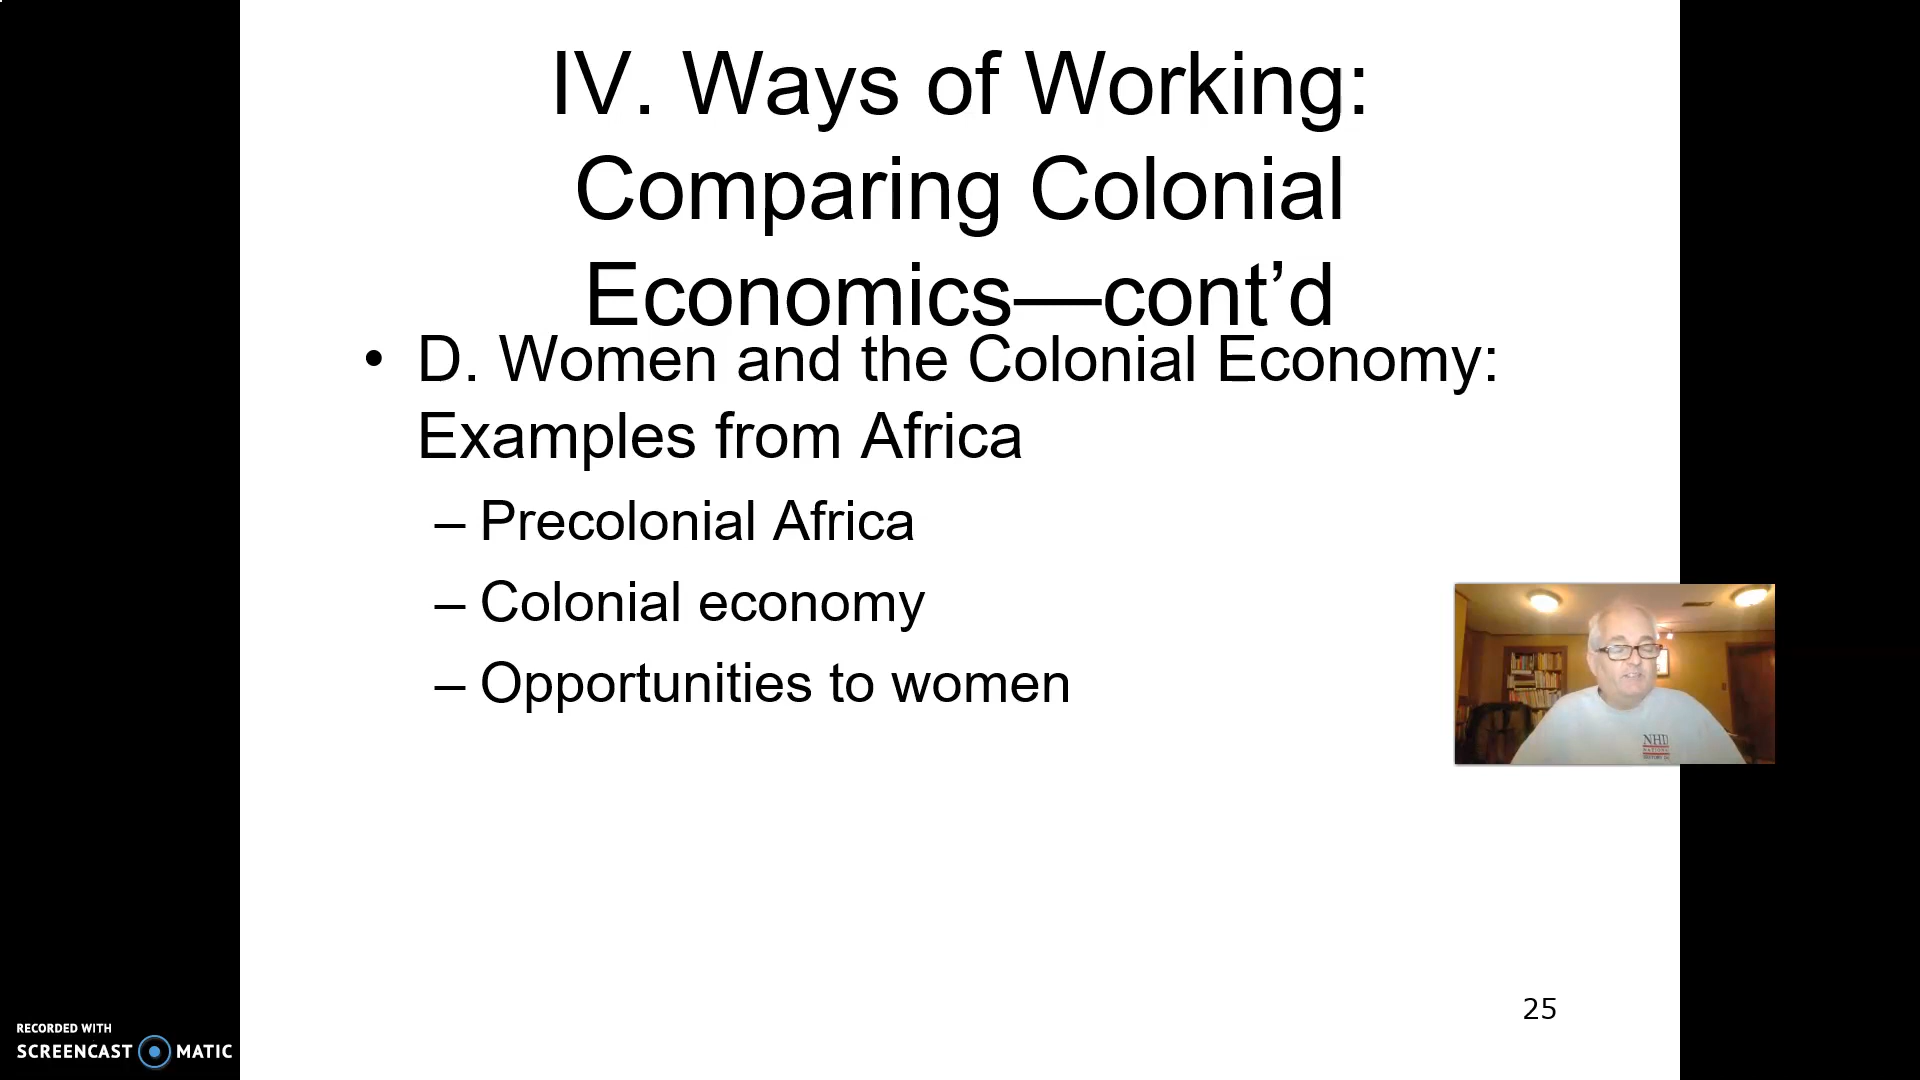 IV. Ways of Working:
Comparing Colonial
Economics—cont’d
• D. Women and the Colonial Economy:
Examples from Africa
– Precolonial Africa
– Colonial economy
– Opportunities to women
NHD
25
RECORDED WITH
SCREENCAST MATIC